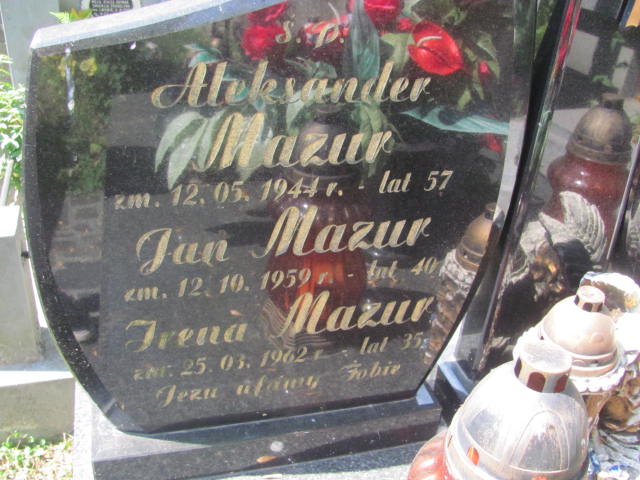 Ś. P.
Aleksander
Mazur
zm. 12. 05. 1944 r. - lat 57
Jan Mazur
zm. 12. 10. 1959 r. - lat 40
Irena Mazur
zm. 25. 03. 1962 r. - lat 35
Jezu ufamy Tobie